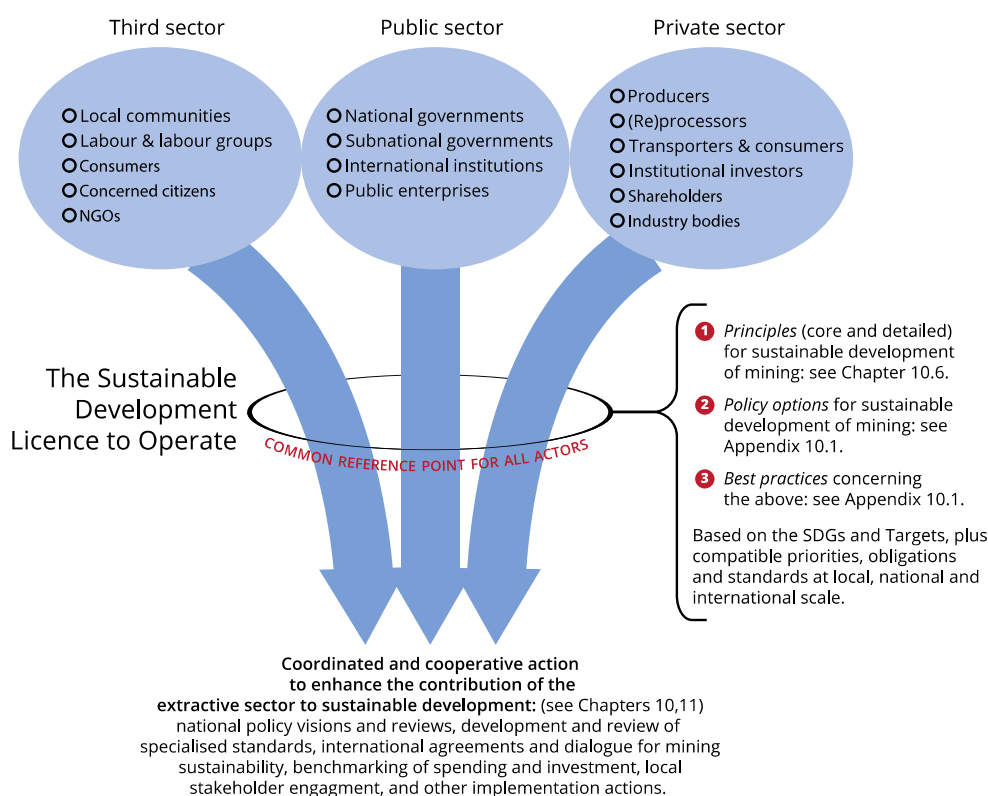 Third sector
Local communities
Labour & labour groups
Consumers
Concerned citizens
NGOs
Public sector
National governments
Subnational governments
International institutions
Public enterprises
Private sector
Producers
(Re)processors
Transporters & consumers
Institutional investors
Shareholders
Industry bodies
The Sustainable
Development
Licence to Operate
COMMON REFERENCE POINT FOR ALL ACTORS
1 Principles (core and detailed)
for sustainable development
of mining: see Chapter 10.6.
2 Policy options for sustainable
development of mining: see
Appendix 10.1.
3 Best practices concerning
the above: see Appendix 10.1.
Based on the SDGs and Targets, plus
compatible priorities, obligations
and standards at local, national and
international scale.
Coordinated and cooperative action
to enhance the contribution of the
extractive sector to sustainable development: (see Chapters 10,11)
national policy visions and reviews, development and review of
specialised standards, international agreements and dialogue for mining
sustainability, benchmarking of spending and investment, local
stakeholder engagment, and other implementation actions.